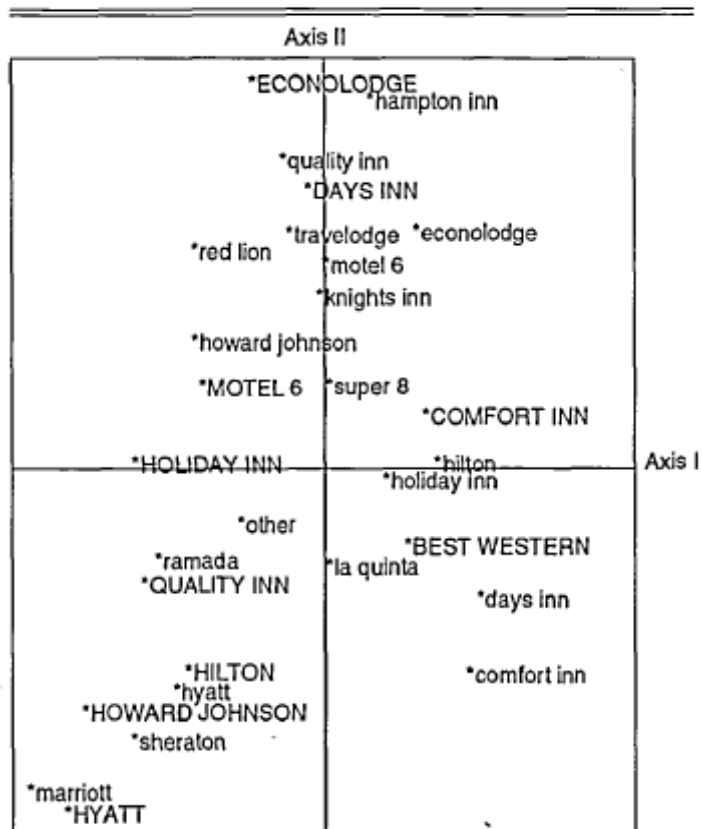 Axis II
*ECONOLODGE
*hampton inn
*quality inn
*DAYS INN
*travelodge *econolodge
*red lion
*motel 6
*knights inn
*howard johnson
*MOTEL 6 *super 8
*COMFORT INN
*HOLIDAY INN *hilton Axis I
*holiday inn
*other
*BEST WESTERN
*ramada *la quinta
*QUALITY INN
*days inn
*HILTON *comfort inn
*hyatt
*HOWARD JOHNSON
*sheraton
*marriott
*HYATT